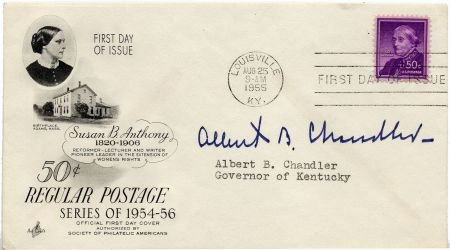 FIRST DAY
OF ISSUE
BIRTHPLACE
ADAMS, MASS.
Susan B. Anthony
1820-1906
REFORMER-LECTURER AND WRITER
PIONEER LEADER IN THE EXTENSION OF
WOMENS RIGHTS
50¢
REGULAR POSTAGE
SERIES OF 1954-56
OFFICIAL FIRST DAY COVER
AUTHORIZED BY
SOCIETY OF PHILATELIC AMERICANS
LOUISVILLE
AUG 25
9-AM
1955
KY.
50¢
FIRST DAY OF ISSUE
Albert B. Chandler
Albert B. Chandler
Governor of Kentucky